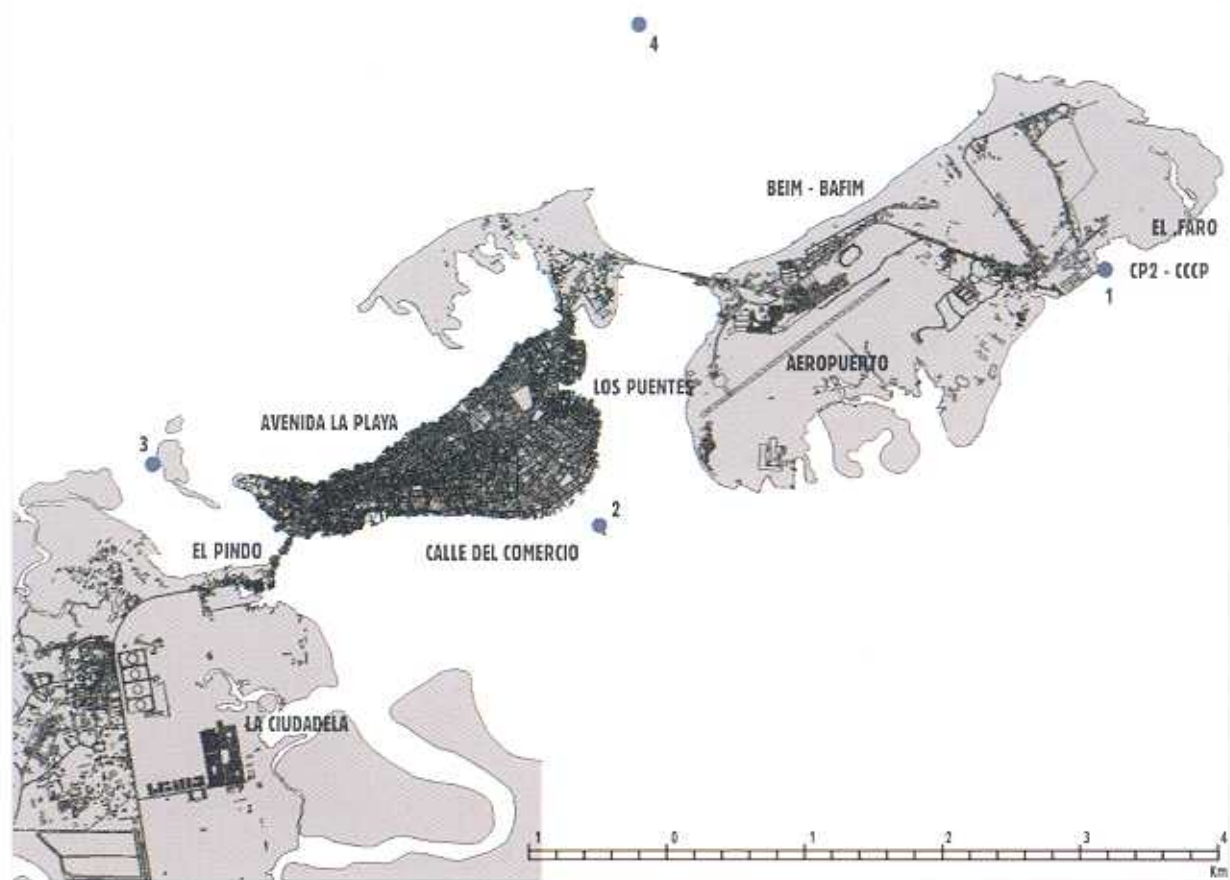 4
BEIM - BAFIM
EL FARO
CP2 - CCCP
1
AEROPUERTO
LOS PUENTES
AVENIDA LA PLAYA
3
2
EL PINDO
CALLE DEL COMERCIO
LA CIUDADELA
1 0 1 2 3 4
Km